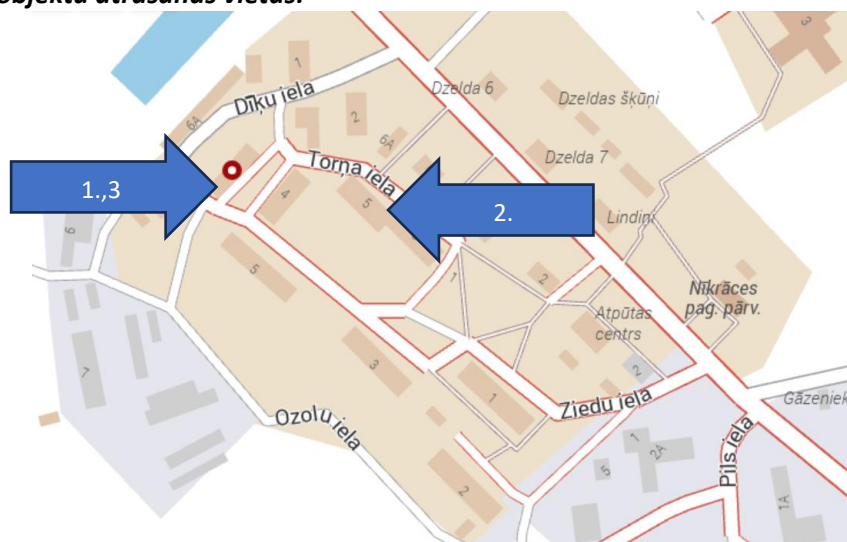 objektu atrašanās vietas.
3
1
Dzelda 6
Dīķu iela
Dzeldas šķūņi
6A
2
6A
Dzelda 7
Torņa iela
1.,3
4
5
2.
Lindiņi
6
5
1
2
Nīkrāces
pag. pārv.
Atpūtas
centrs
7
3
2
1
Ziedu iela
Gāzeniek
Ozolu iela
1
2A
5
Pils iela
2
1A